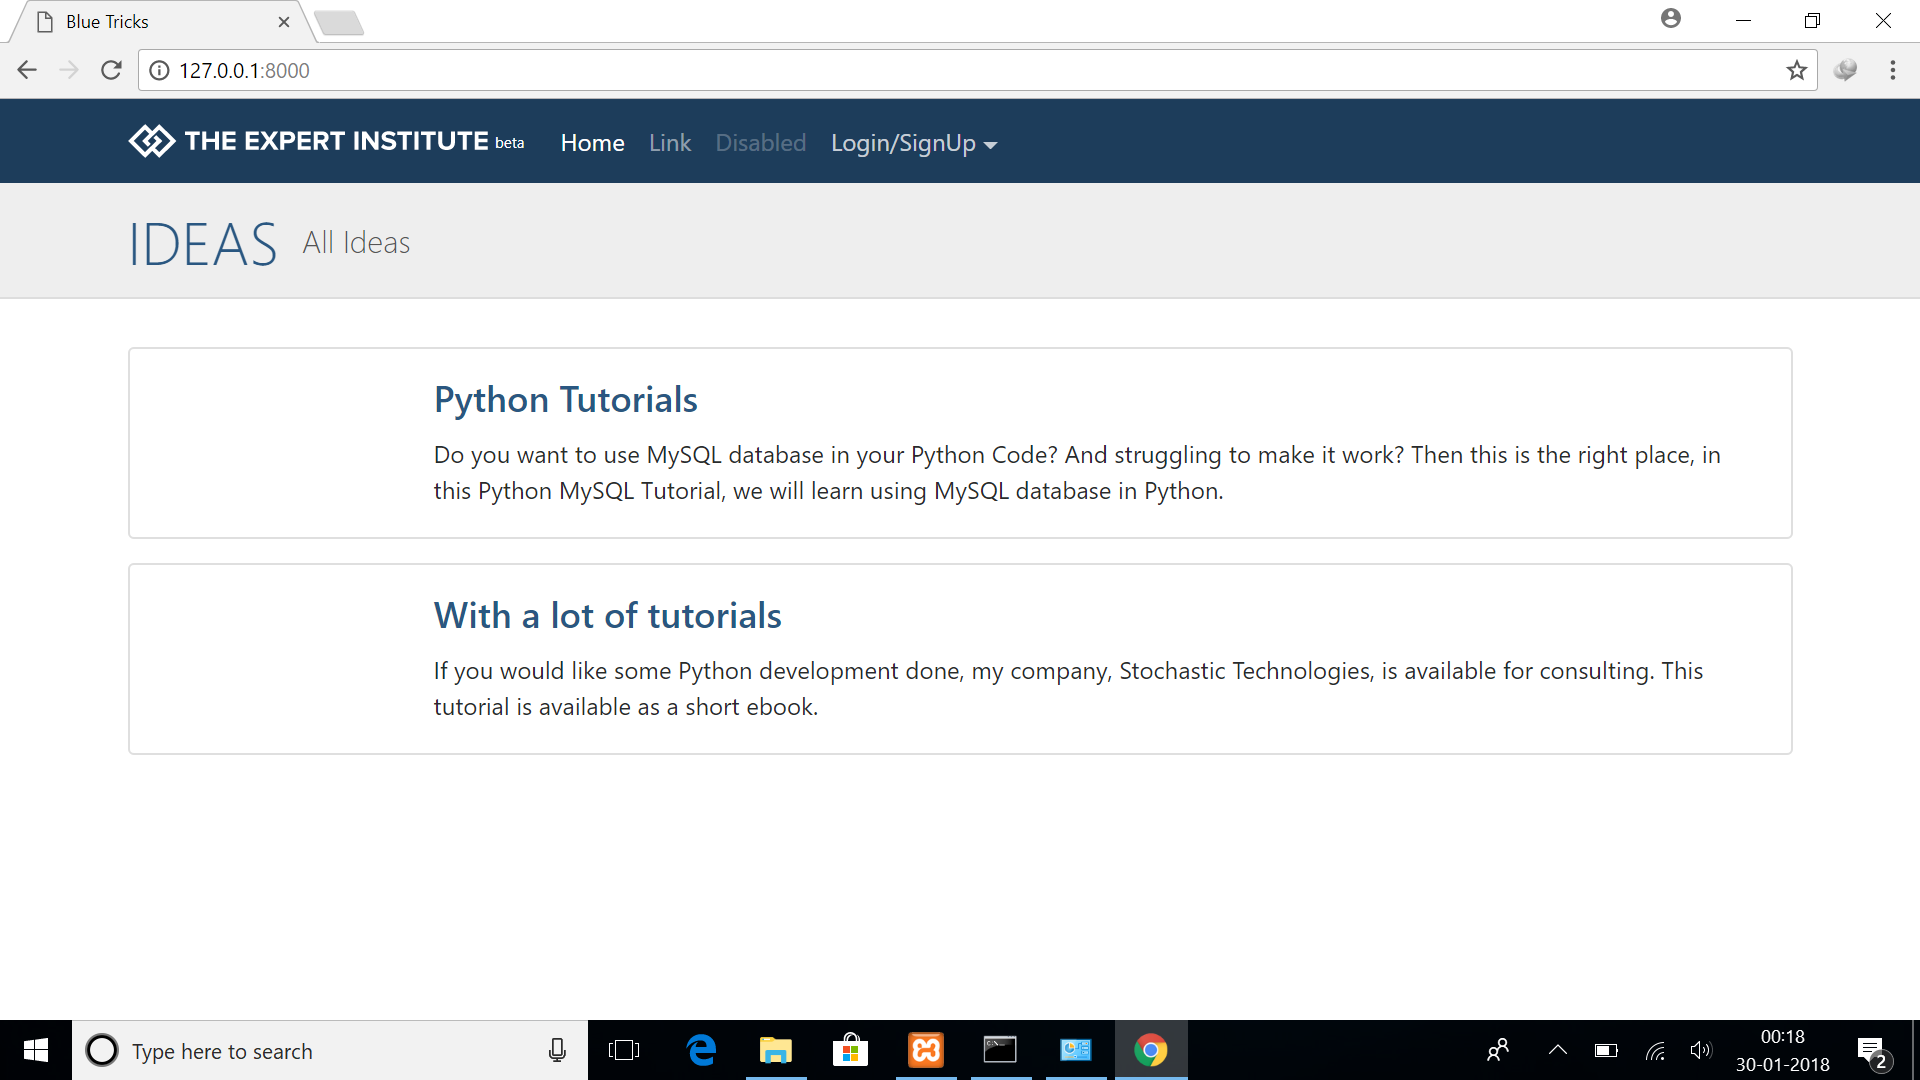 Blue Tricks
127.0.0.1:8000
THE EXPERT INSTITUTE beta Home Link Disabled Login/SignUp
IDEAS All Ideas
Python Tutorials
Do you want to use MySQL database in your Python Code? And struggling to make it work? Then this is the right place, in
this Python MySQL Tutorial, we will learn using MySQL database in Python.
With a lot of tutorials
If you would like some Python development done, my company, Stochastic Technologies, is available for consulting. This
tutorial is available as a short ebook.
Type here to search
00:18
30-01-2018
2